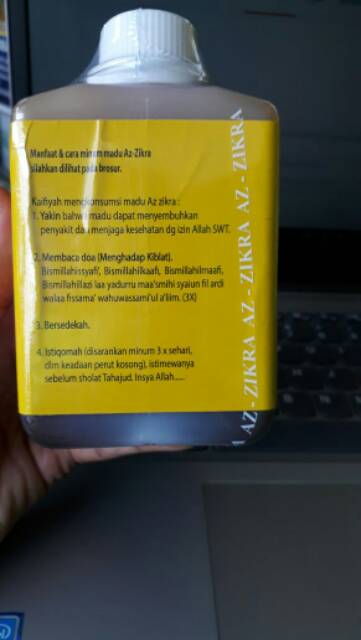 Manfaat & cara minum madu Az-Zikra
silahkan dilihat pada brosur.
Kaifiyah mengkonsumsi madu Az zikra :
1. Yakin bahwa madu dapat menyembuhkan
penyakit dan menjaga kesehatan dg izin Allah SWT.
2. Membaca doa (Menghadap Kiblat).
Bismillahissyafi', Bismillahilkaafi, Bismillahilmaafi,
Bismillahillazi laa yadurru maa'smihi syaiun fil ardi
walaa fissama' wahuwassami'ul a'liim. (3X)
3. Bersedekah.
4. Istiqomah (disarankan minum 3 x sehari,
dlm keadaan perut kosong), istimewanya
sebelum sholat Tahajud. Insya Allah.....
AZ - ZIKRA AZ - ZIKRA AZ - ZIKRA